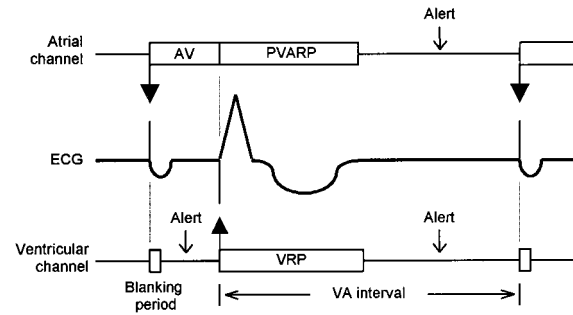 Alert
Atrial
channel
AV
PVARP
ECG
Alert
Alert
Ventricular
channel
VRP
Blanking
period
VA interval